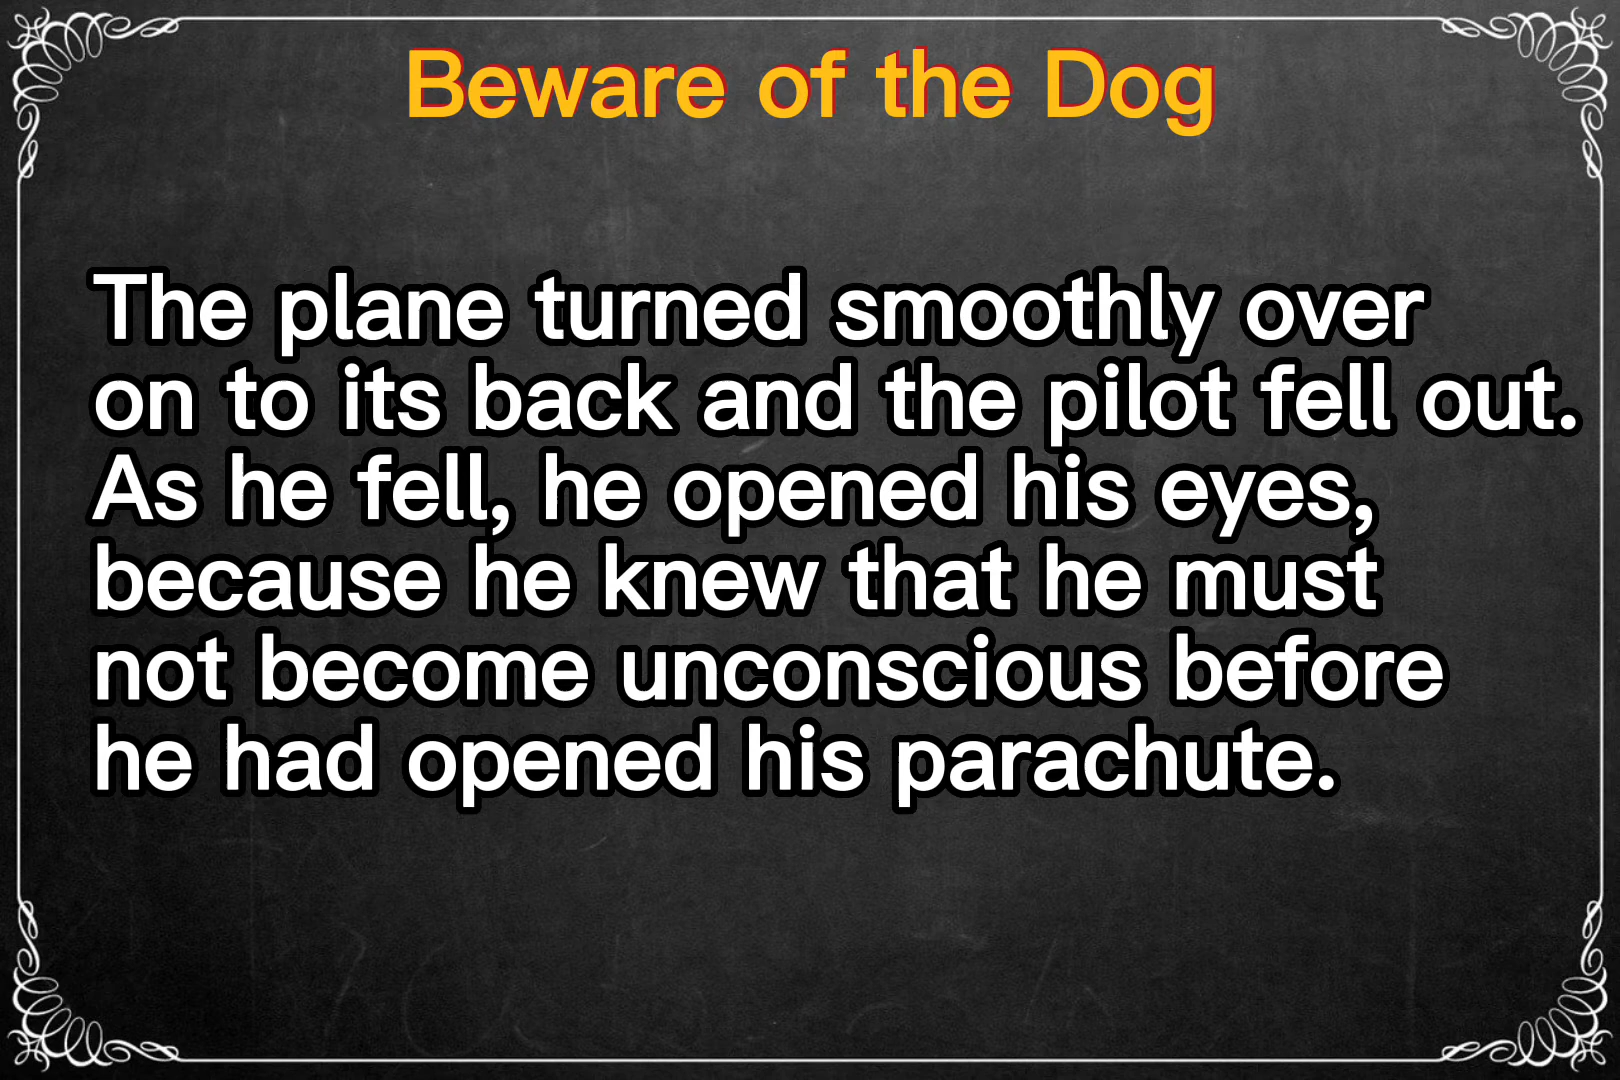 Beware of the Dog
The plane turned smoothly over
on to its back and the pilot fell out.
As he fell, he opened his eyes,
because he knew that he must
not become unconscious before
he had opened his parachute.